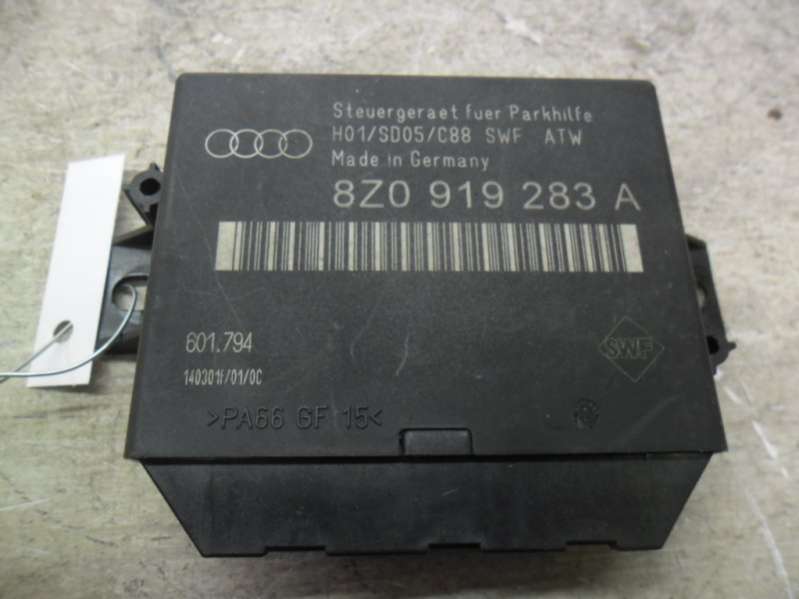 Steuergeraet fuer Parkhilfe
H01/SD05/C88 SWF ATW
Made in Germany
8Z0 919 283 A
601.794
140301F/01/0C
SWF
>PA66 GF 15<